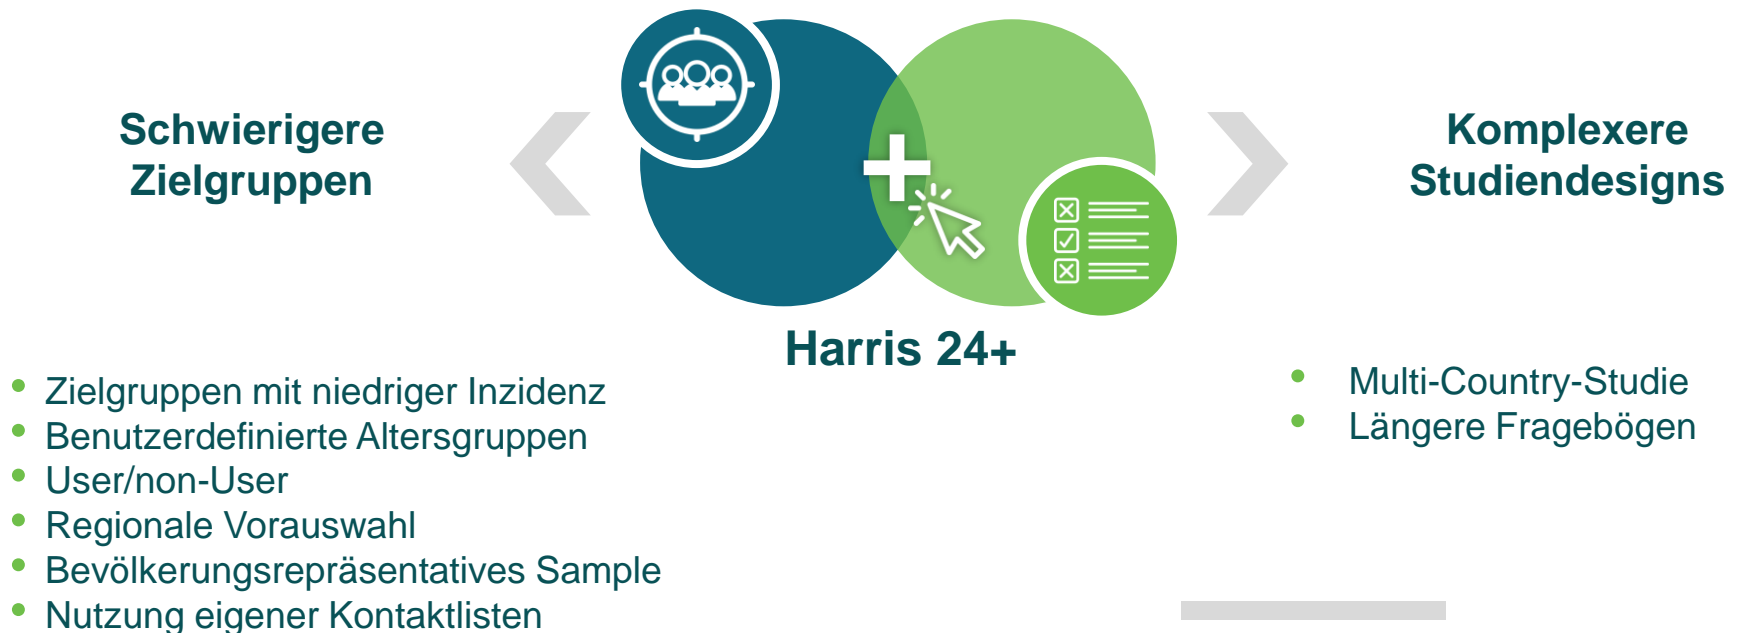 Schwierigere
Zielgruppen
Komplexere
Studiendesigns
Harris 24+
• Zielgruppen mit niedriger Inzidenz
• Benutzerdefinierte Altersgruppen
• User/non-User
• Regionale Vorauswahl
• Bevölkerungsrepräsentatives Sample
• Nutzung eigener Kontaktlisten
• Multi-Country-Studie
• Längere Fragebögen